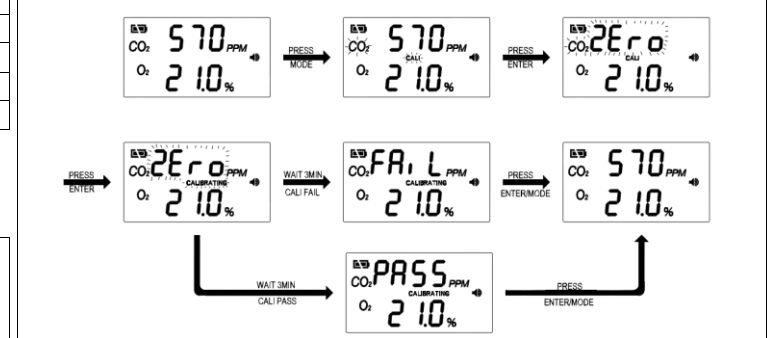 CO2 570 PPM
O2 21.0 %
PRESS
MODE
CO2 570 PPM
CALI
O2 21.0 %
PRESS
ENTER
CO2 2Ero
CALI
O2 21.0 %
PRESS
ENTER
CO2 2Ero PPM
CALIBRATING
O2 21.0 %
WAIT 3MIN
CALI FAIL
CO2 FAiL PPM
CALIBRATING
O2 21.0 %
PRESS
ENTER/MODE
CO2 570 PPM
O2 21.0 %
WAIT 3MIN
CALI PASS
CO2 PASS PPM
CALIBRATING
O2 21.0 %
PRESS
ENTER/MODE